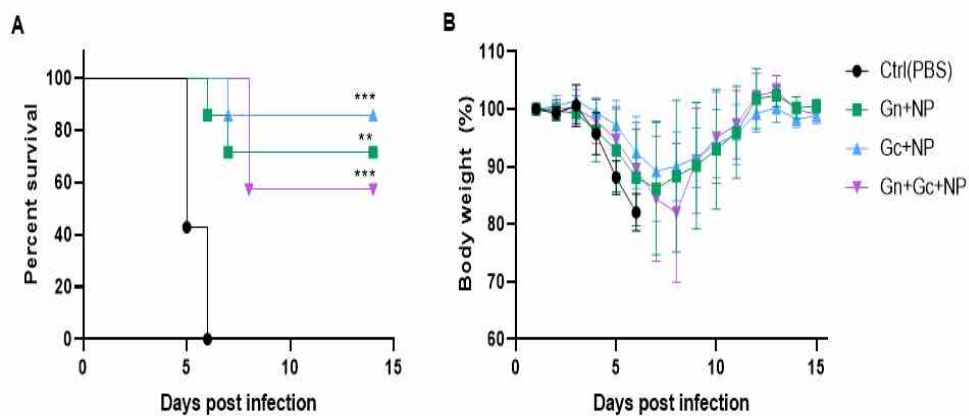 A
Percent survival
100
80
60
40
20
0
0 5 10 15
Days post infection
***
**
***
B
Body weight (%)
110
100
90
80
70
60
0 5 10 15
Days post infection
Ctrl(PBS)
Gn+NP
Gc+NP
Gn+Gc+NP